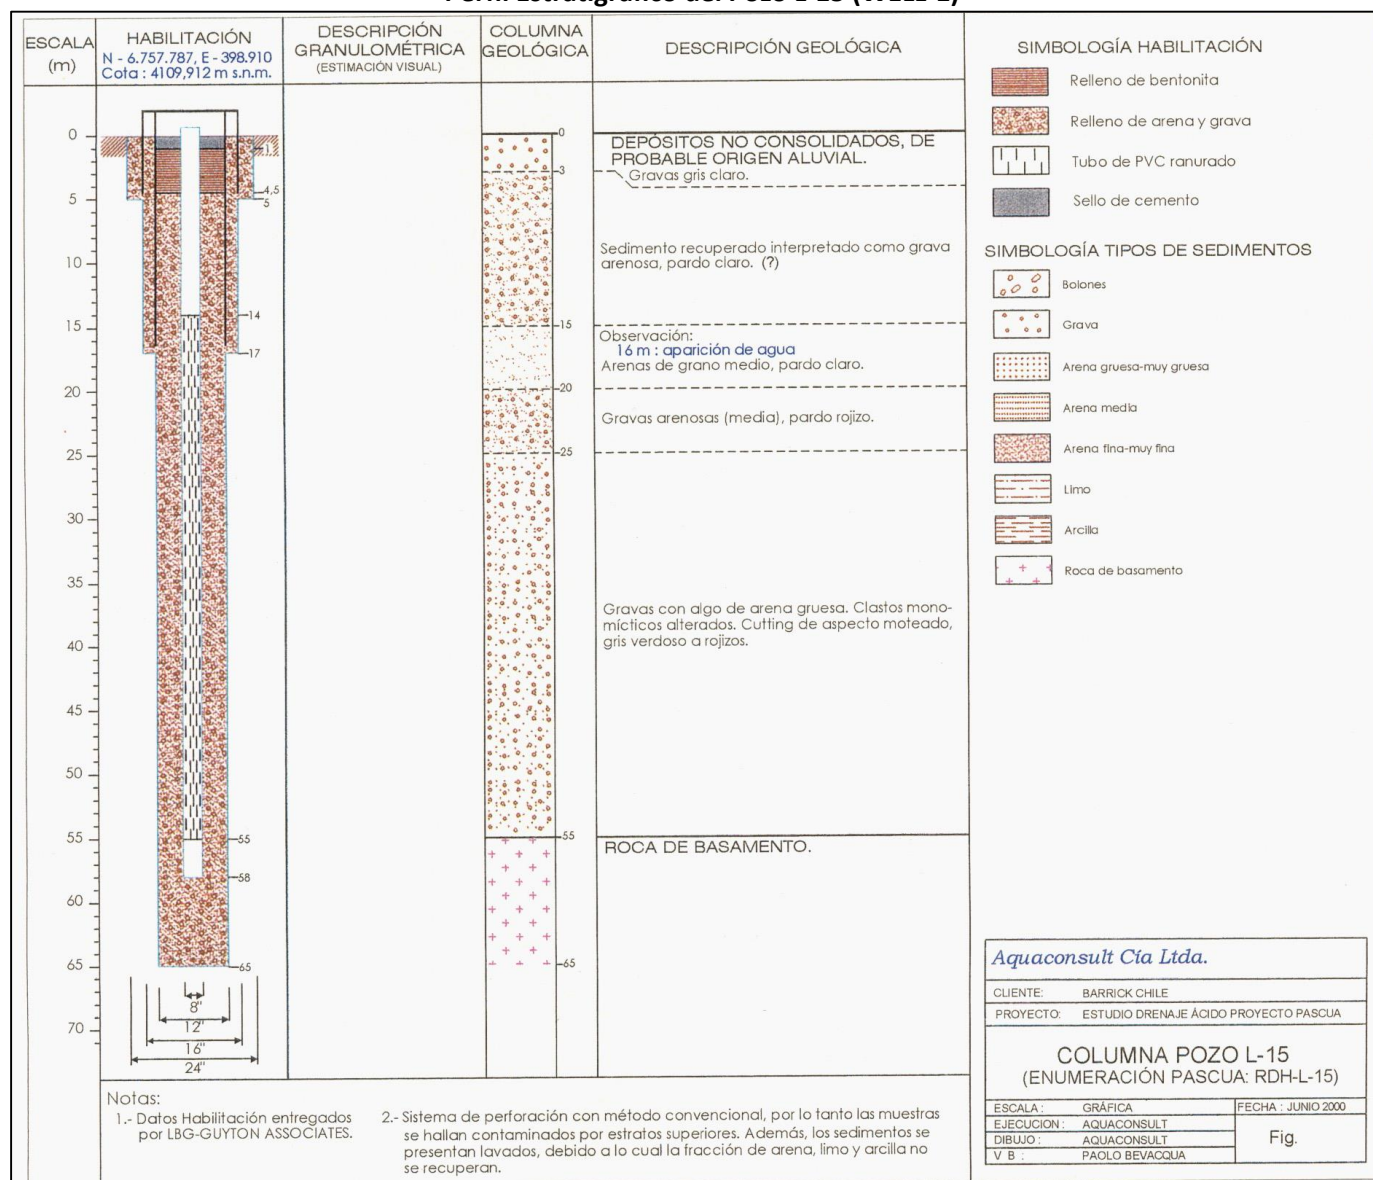 ESCALA
(m)
HABILITACIÓN
N - 6.757.787, E - 398.910
Cota : 4109,912 m s.n.m.
DESCRIPCIÓN
GRANULOMÉTRICA
(ESTIMACIÓN VISUAL)
COLUMNA
GEOLÓGICA
DESCRIPCIÓN GEOLÓGICA
0
5
10
15
20
25
30
35
40
45
50
55
60
65
70
1
4,5
5
14
17
55
58
65
8"
12"
16"
24"
0
3
15
20
25
55
65
DEPÓSITOS NO CONSOLIDADOS, DE
PROBABLE ORIGEN ALUVIAL.
Gravas gris claro.
Sedimento recuperado interpretado como grava
arenosa, pardo claro. (?)
Observación:
16 m : aparición de agua
Arenas de grano medio, pardo claro.
Gravas arenosas (media), pardo rojizo.
Gravas con algo de arena gruesa. Clastos mono-
mícticos alterados. Cutting de aspecto moteado,
gris verdoso a rojizos.
ROCA DE BASAMENTO.
SIMBOLOGÍA HABILITACIÓN
Relleno de bentonita
Relleno de arena y grava
Tubo de PVC ranurado
Sello de cemento
SIMBOLOGÍA TIPOS DE SEDIMENTOS
Bolones
Grava
Arena gruesa-muy gruesa
Arena media
Arena fina-muy fina
Limo
Arcilla
Roca de basamento
Notas:
1.- Datos Habilitación entregados
por LBG-GUYTON ASSOCIATES.
2.- Sistema de perforación con método convencional, por lo tanto las muestras
se hallan contaminados por estratos superiores. Además, los sedimentos se
presentan lavados, debido a lo cual la fracción de arena, limo y arcilla no
se recuperan.
Aquaconsult Cía Ltda.
CLIENTE: BARRICK CHILE
PROYECTO: ESTUDIO DRENAJE ÁCIDO PROYECTO PASCUA
COLUMNA POZO L-15
(ENUMERACIÓN PASCUA: RDH-L-15)
ESCALA : GRÁFICA FECHA : JUNIO 2000
EJECUCION : AQUACONSULT
DIBUJO : AQUACONSULT Fig.
V B : PAOLO BEVACQUA